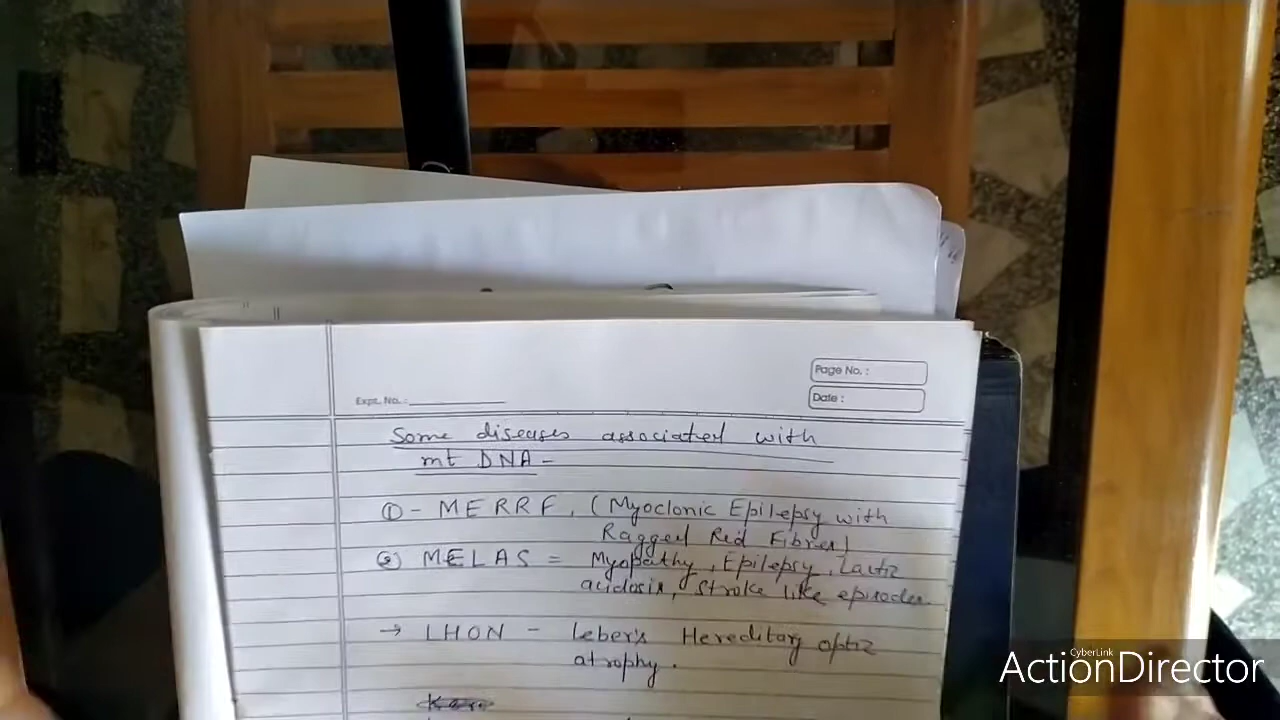 Page No. :
Date :
Expt. No. :
Some diseases associated with
mt DNA -
① - MERRF, (Myoclonic Epilepsy with
Ragged Red Fibres)
② MELAS = Myopathy, Epilepsy, Lactic
acidosis, stroke like episodes
→ LHON - Leber's Hereditary optic
atrophy.
CyberLink
ActionDirector